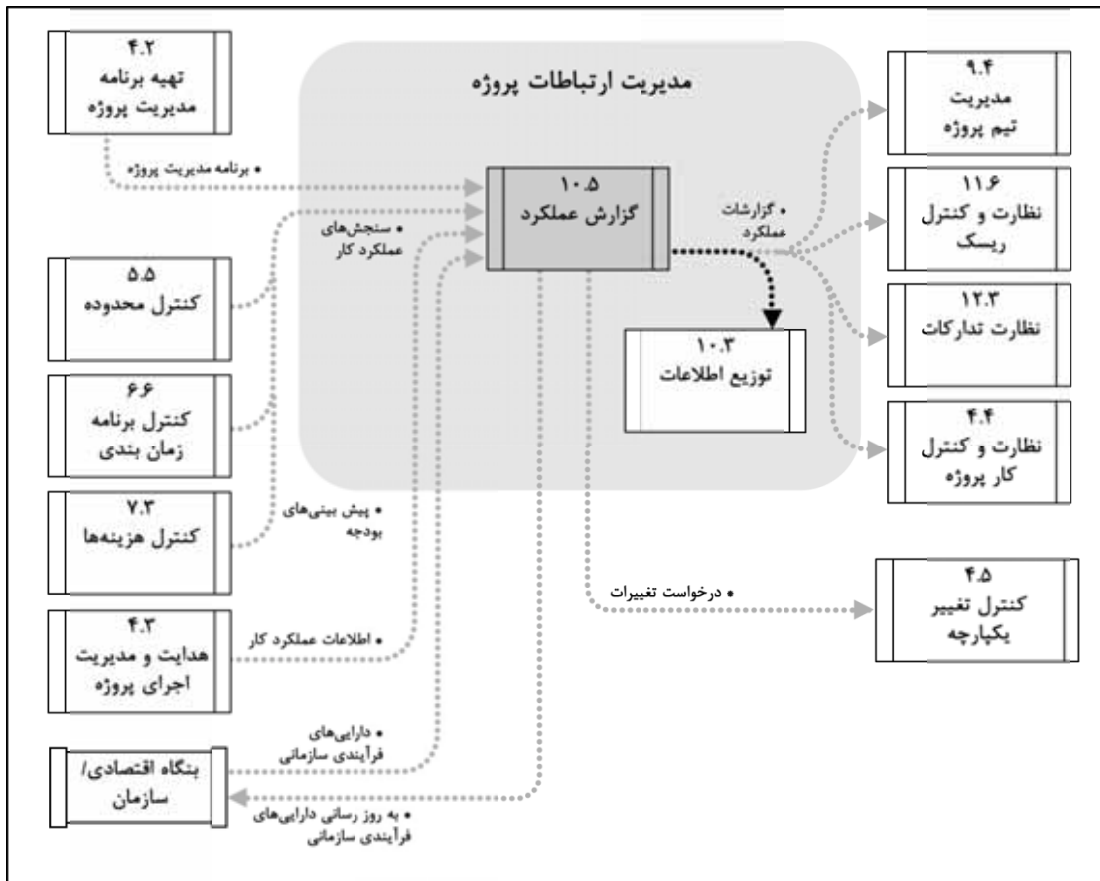 مدیریت ارتباطات پروژه
۴.۲
تهیه برنامه
مدیریت پروژه
• برنامه مدیریت پروژه
۵.۵
کنترل محدوده
۶.۶
کنترل برنامه
زمان بندی
۷.۳
کنترل هزینه‌ها
۴.۳
هدایت و مدیریت
اجرای پروژه
بنگاه اقتصادی/
سازمان
• سنجش‌های
عملکرد کار
• پیش بینی‌های
بودجه
• اطلاعات عملکرد کار
• دارایی‌های
فرآیندی سازمانی
• به روز رسانی دارایی‌های
فرآیندی سازمانی
۱۰.۵
گزارش عملکرد
• گزارشات
عملکرد
۱۰.۳
توزیع اطلاعات
• درخواست تغییرات
۹.۴
مدیریت
تیم پروژه
۱۱.۶
نظارت و کنترل
ریسک
۱۲.۳
نظارت تدارکات
۴.۴
نظارت و کنترل
کار پروژه
۴.۵
کنترل تغییر
یکپارچه